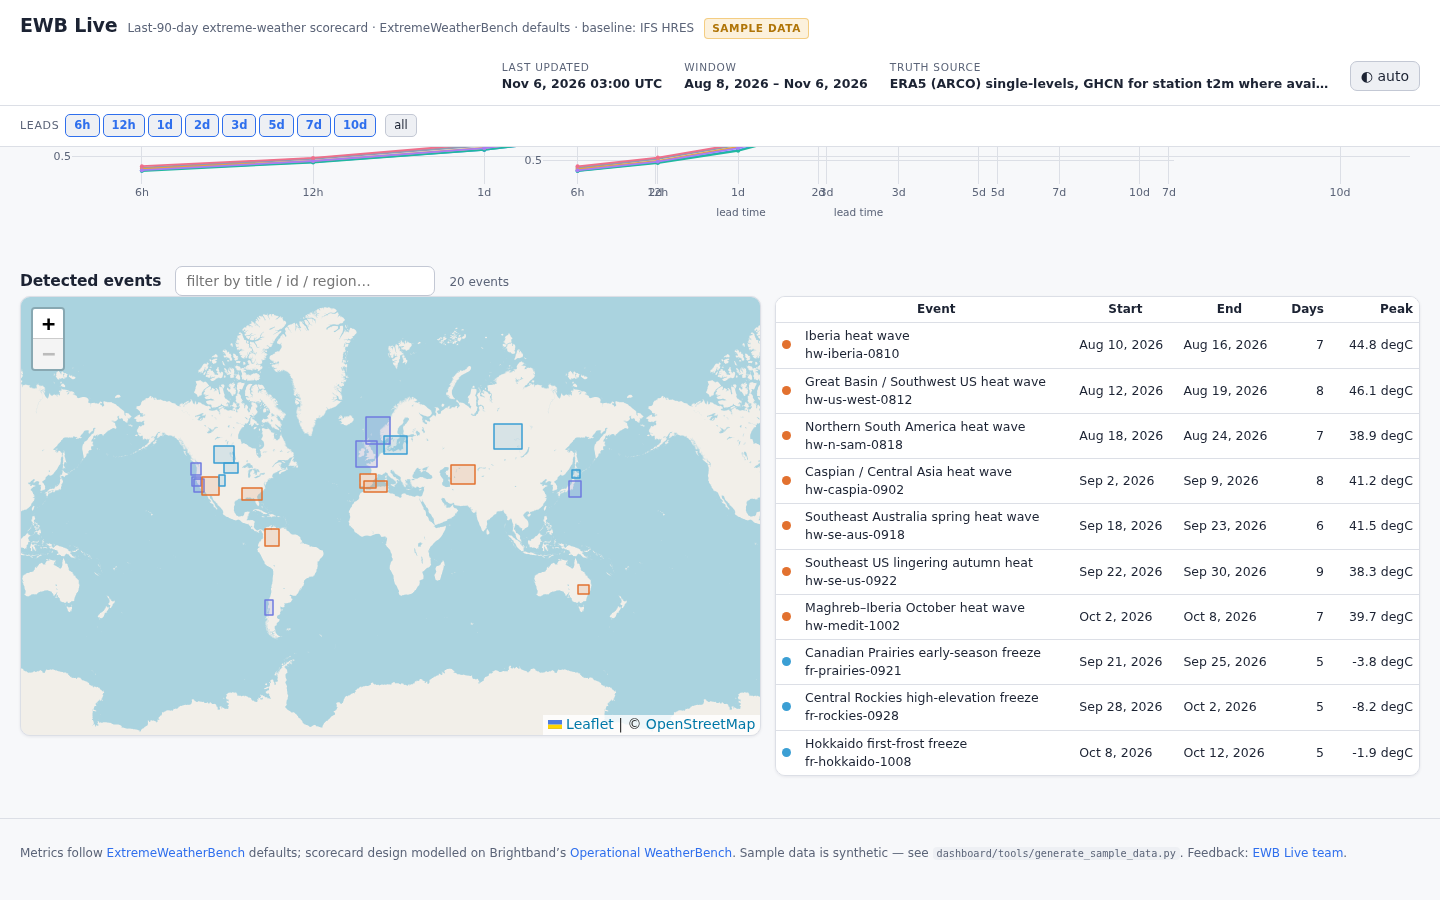 EWB Live Last-90-day extreme-weather scorecard · ExtremeWeatherBench defaults · baseline: IFS HRES SAMPLE DATA
LAST UPDATED WINDOW TRUTH SOURCE
Nov 6, 2026 03:00 UTC Aug 8, 2026 – Nov 6, 2026 ERA5 (ARCO) single-levels, GHCN for station t2m where avai… ◐ auto
LEADS 6h 12h 1d 2d 3d 5d 7d 10d all
0.5 0.5
6h 12h 1d 6h 12h 2d 1d 2d 3d 3d 5d 5d 7d 10d 7d 10d
lead time lead time
Detected events filter by title / id / region… 20 events
+
−
Leaflet | © OpenStreetMap
Event Start End Days Peak
Iberia heat wave
hw-iberia-0810 Aug 10, 2026 Aug 16, 2026 7 44.8 degC
Great Basin / Southwest US heat wave
hw-us-west-0812 Aug 12, 2026 Aug 19, 2026 8 46.1 degC
Northern South America heat wave
hw-n-sam-0818 Aug 18, 2026 Aug 24, 2026 7 38.9 degC
Caspian / Central Asia heat wave
hw-caspia-0902 Sep 2, 2026 Sep 9, 2026 8 41.2 degC
Southeast Australia spring heat wave
hw-se-aus-0918 Sep 18, 2026 Sep 23, 2026 6 41.5 degC
Southeast US lingering autumn heat
hw-se-us-0922 Sep 22, 2026 Sep 30, 2026 9 38.3 degC
Maghreb–Iberia October heat wave
hw-medit-1002 Oct 2, 2026 Oct 8, 2026 7 39.7 degC
Canadian Prairies early-season freeze
fr-prairies-0921 Sep 21, 2026 Sep 25, 2026 5 -3.8 degC
Central Rockies high-elevation freeze
fr-rockies-0928 Sep 28, 2026 Oct 2, 2026 5 -8.2 degC
Hokkaido first-frost freeze
fr-hokkaido-1008 Oct 8, 2026 Oct 12, 2026 5 -1.9 degC
Metrics follow ExtremeWeatherBench defaults; scorecard design modelled on Brightband’s Operational WeatherBench. Sample data is synthetic — see dashboard/tools/generate_sample_data.py. Feedback: EWB Live team.